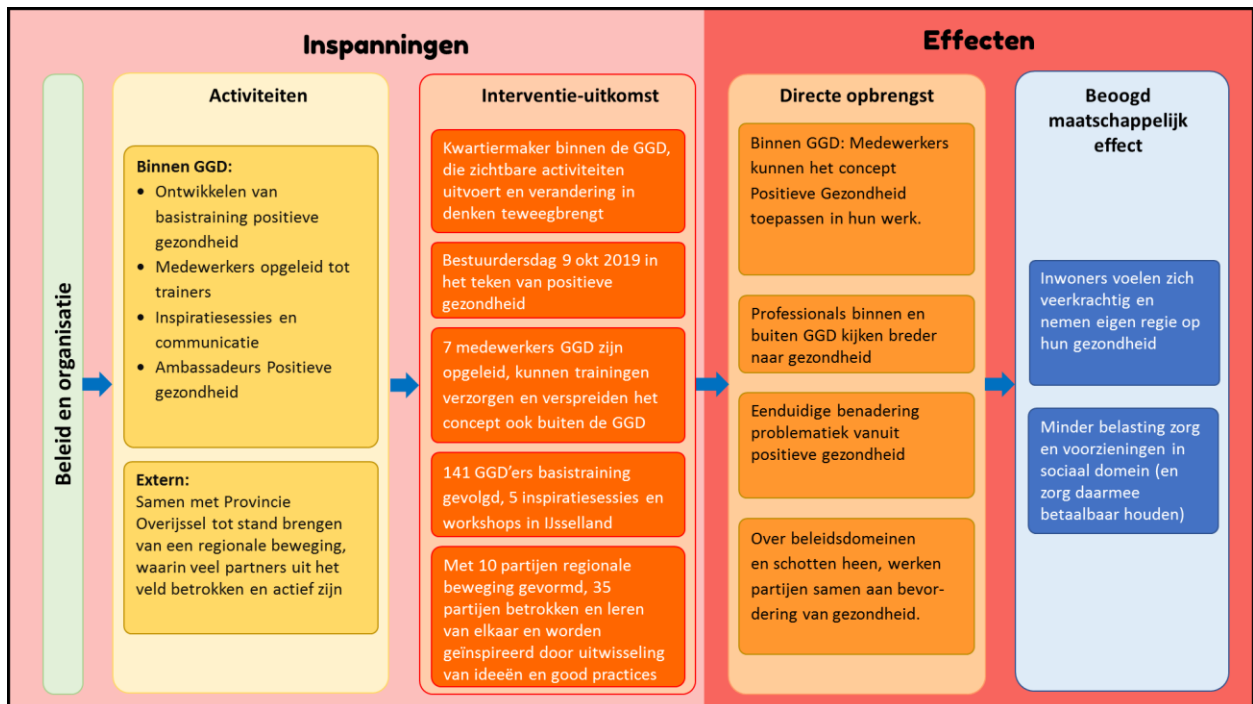 Inspanningen
Effecten
Beleid en organisatie
Activiteiten
Binnen GGD:
• Ontwikkelen van
basistraining positieve
gezondheid
• Medewerkers opgeleid tot
trainers
• Inspiratiesessies en
communicatie
• Ambassadeurs Positieve
gezondheid
Extern:
Samen met Provincie
Overijssel tot stand brengen
van een regionale beweging,
waarin veel partners uit het
veld betrokken en actief zijn
Interventie-uitkomst
Kwartiermaker binnen de GGD,
die zichtbare activiteiten
uitvoert en verandering in
denken teweegbrengt
Bestuurdersdag 9 okt 2019 in
het teken van positieve
gezondheid
7 medewerkers GGD zijn
opgeleid, kunnen trainingen
verzorgen en verspreiden het
concept ook buiten de GGD
141 GGD’ers basistraining
gevolgd, 5 inspiratiesessies en
workshops in IJsselland
Met 10 partijen regionale
beweging gevormd, 35
partijen betrokken en leren
van elkaar en worden
geïnspireerd door uitwisseling
van ideeën en good practices
Directe opbrengst
Binnen GGD: Medewerkers
kunnen het concept
Positieve Gezondheid
toepassen in hun werk.
Professionals binnen en
buiten GGD kijken breder
naar gezondheid
Eenduidige benadering
problematiek vanuit
positieve gezondheid
Over beleidsdomeinen
en schotten heen, werken
partijen samen aan bevor-
dering van gezondheid.
Beoogd
maatschappelijk
effect
Inwoners voelen zich
veerkrachtig en
nemen eigen regie op
hun gezondheid
Minder belasting zorg
en voorzieningen in
sociaal domein (en
zorg daarmee
betaalbaar houden)